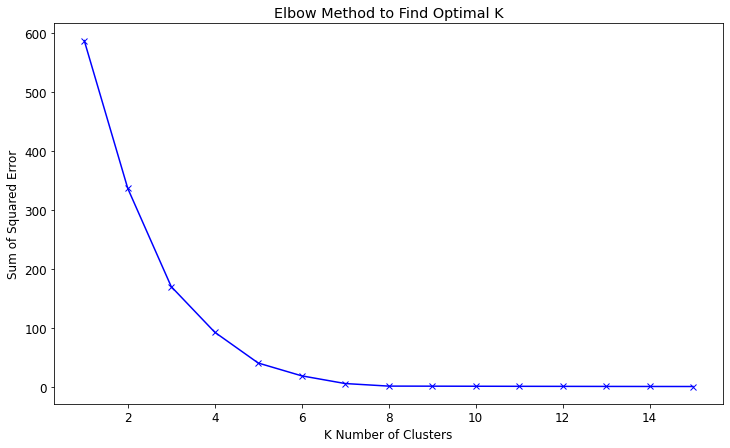 Elbow Method to Find Optimal K
600
500
400
300
200
100
0
Sum of Squared Error
2 4 6 8 10 12 14
K Number of Clusters